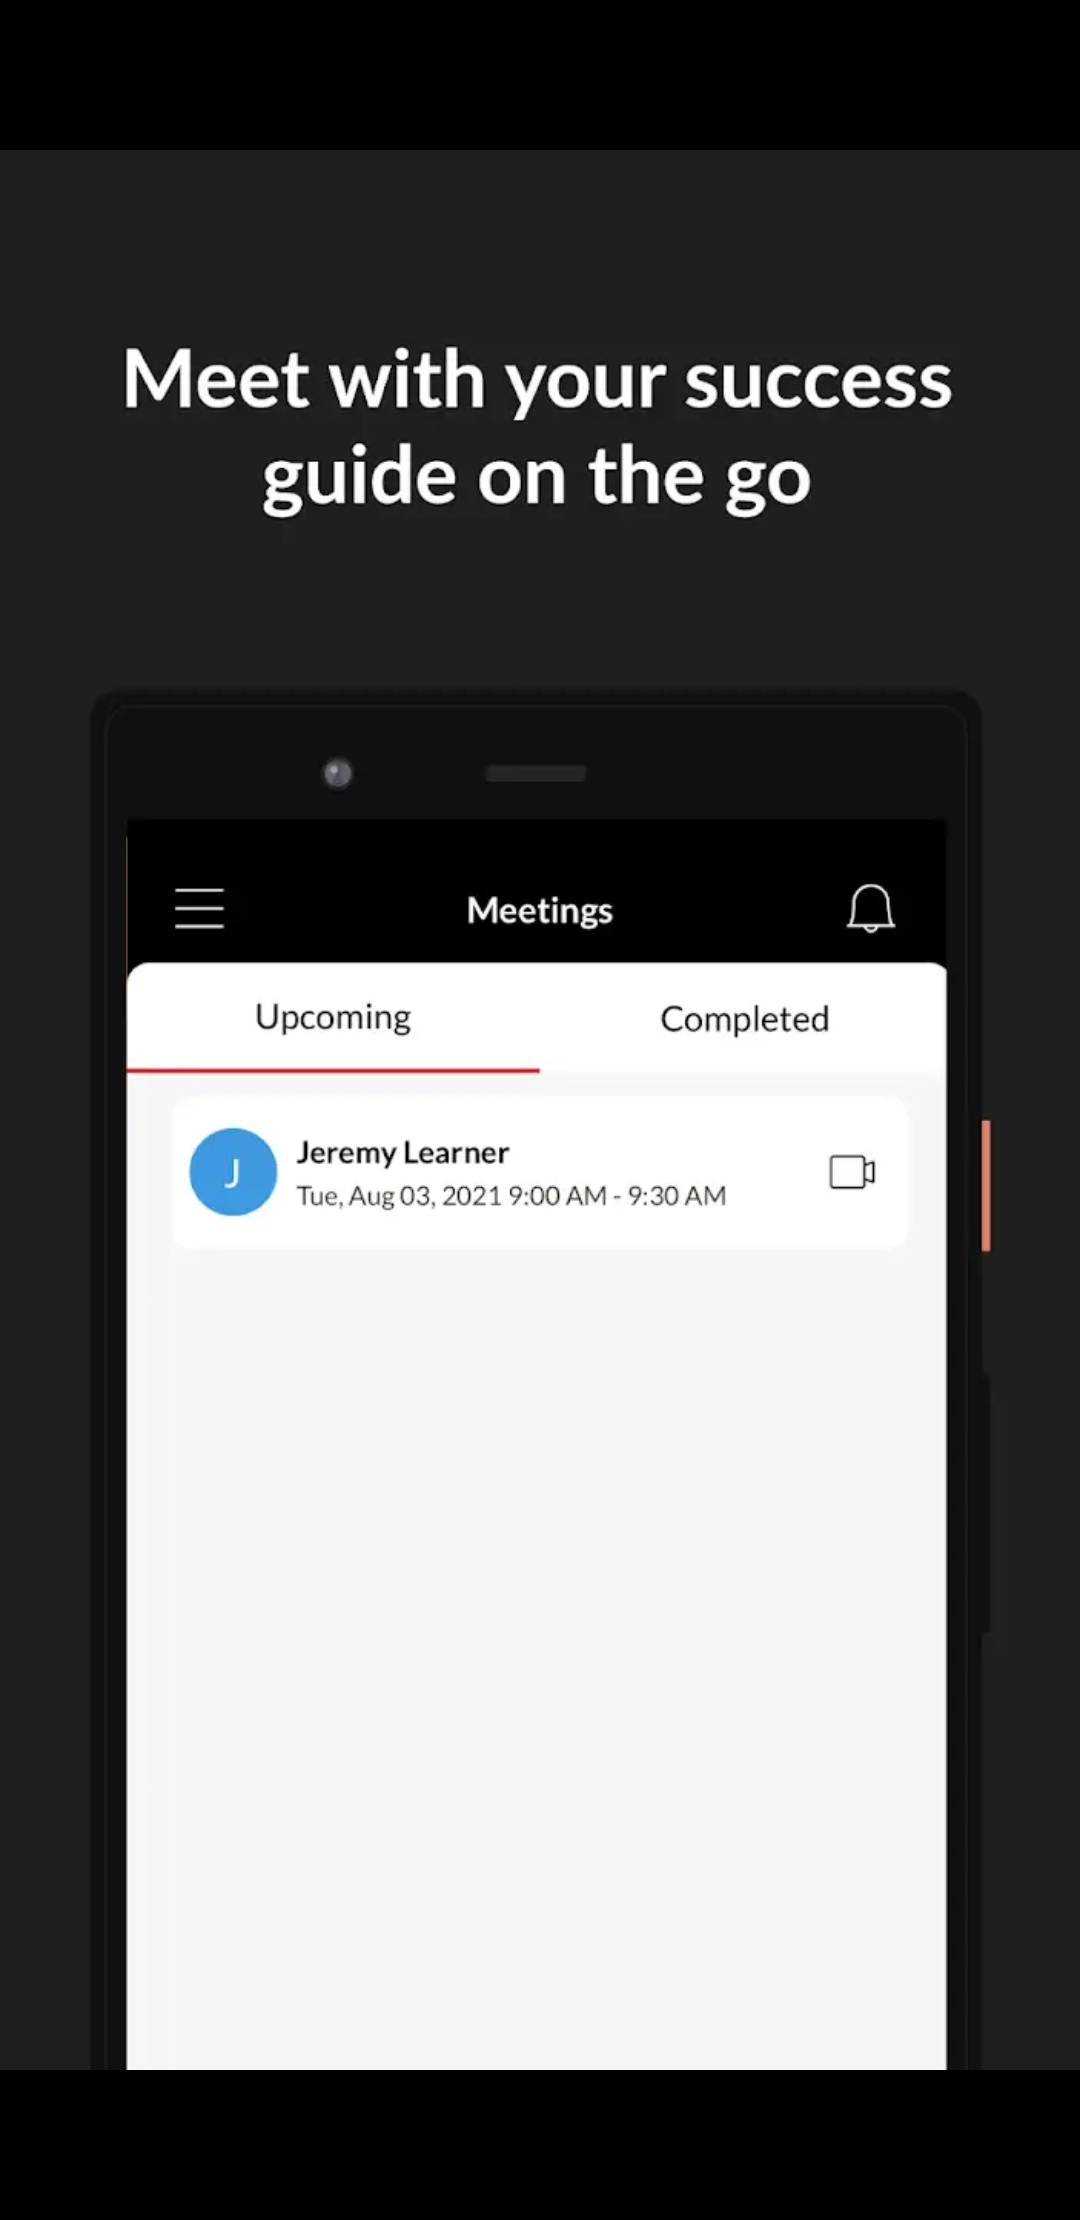 Meet with your success
guide on the go
Meetings
Upcoming
Completed
J
Jeremy Learner
Tue, Aug 03, 2021 9:00 AM - 9:30 AM